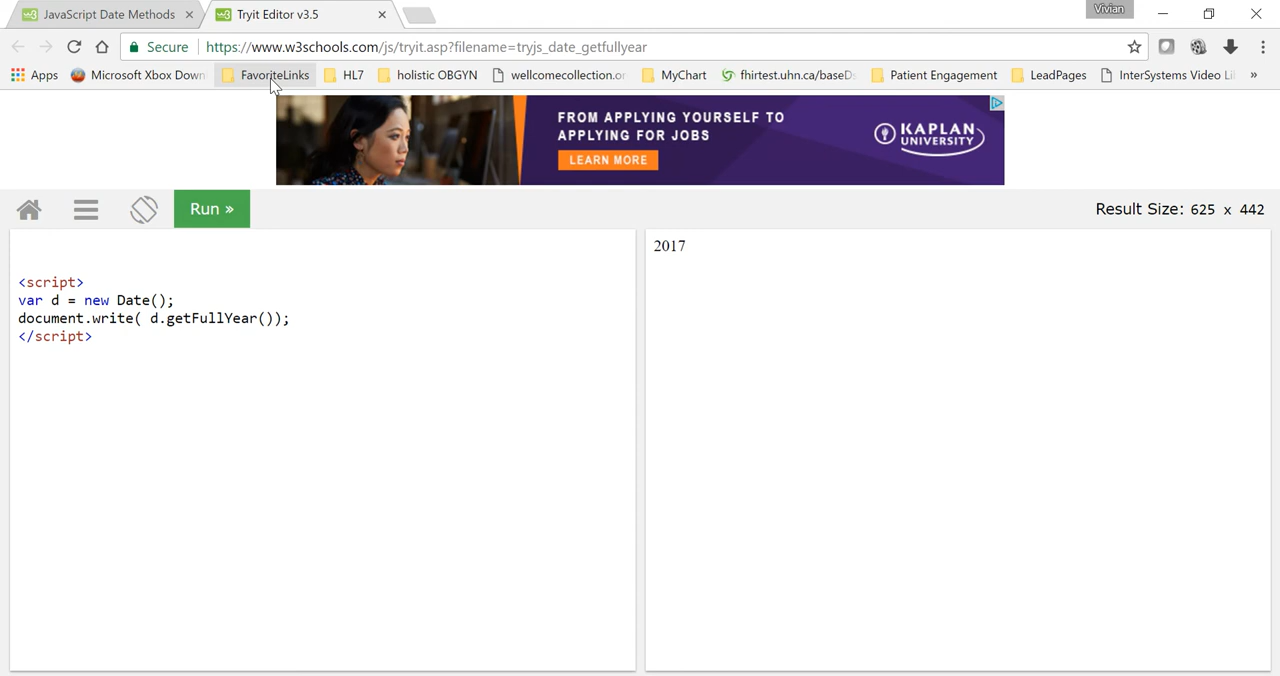 JavaScript Date Methods
Tryit Editor v3.5
Vivian
Secure
https://www.w3schools.com/js/tryit.asp?filename=tryjs_date_getfullyear
Apps
Microsoft Xbox Down
FavoriteLinks
HL7
holistic OBGYN
wellcomecollection.or
MyChart
fhirtest.uhn.ca/baseDs
Patient Engagement
LeadPages
InterSystems Video Li
»
FROM APPLYING YOURSELF TO
APPLYING FOR JOBS
LEARN MORE
KAPLAN
UNIVERSITY
Run »
Result Size: 625 x 442
<script>
var d = new Date();
document.write( d.getFullYear());
</script>
2017